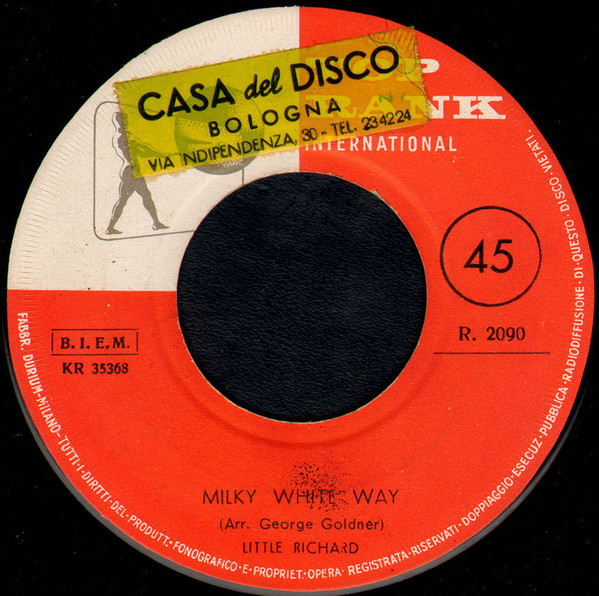 CASA del DISCO
BOLOGNA
VIA INDIPENDENZA, 30 - TEL. 234224
RANK
INTERNATIONAL
45
R. 2090
B. I. E. M.
KR 35368
MILKY WHITE WAY
(Arr. George Goldner)
LITTLE RICHARD
FABBR. DURIUM-MILANO-TUTTI·I·DIRITTI·DEL·PRODUTT.·FONOGRAFICO·E·PROPRIET.·OPERA·REGISTRATA·RISERVATI·DOPPIAGGIO·ESECUZ·PUBBLICA·RADIODIFFUSIONE·DI·QUESTO·DISCO·VIETATI.